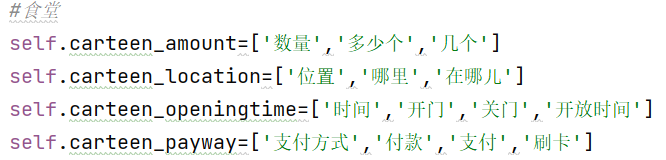 #食堂
self.carteen_amount=['数量','多少个','几个']
self.carteen_location=['位置','哪里','在哪儿']
self.carteen_openingtime=['时间','开门','关门','开放时间']
self.carteen_payway=['支付方式','付款','支付','刷卡']